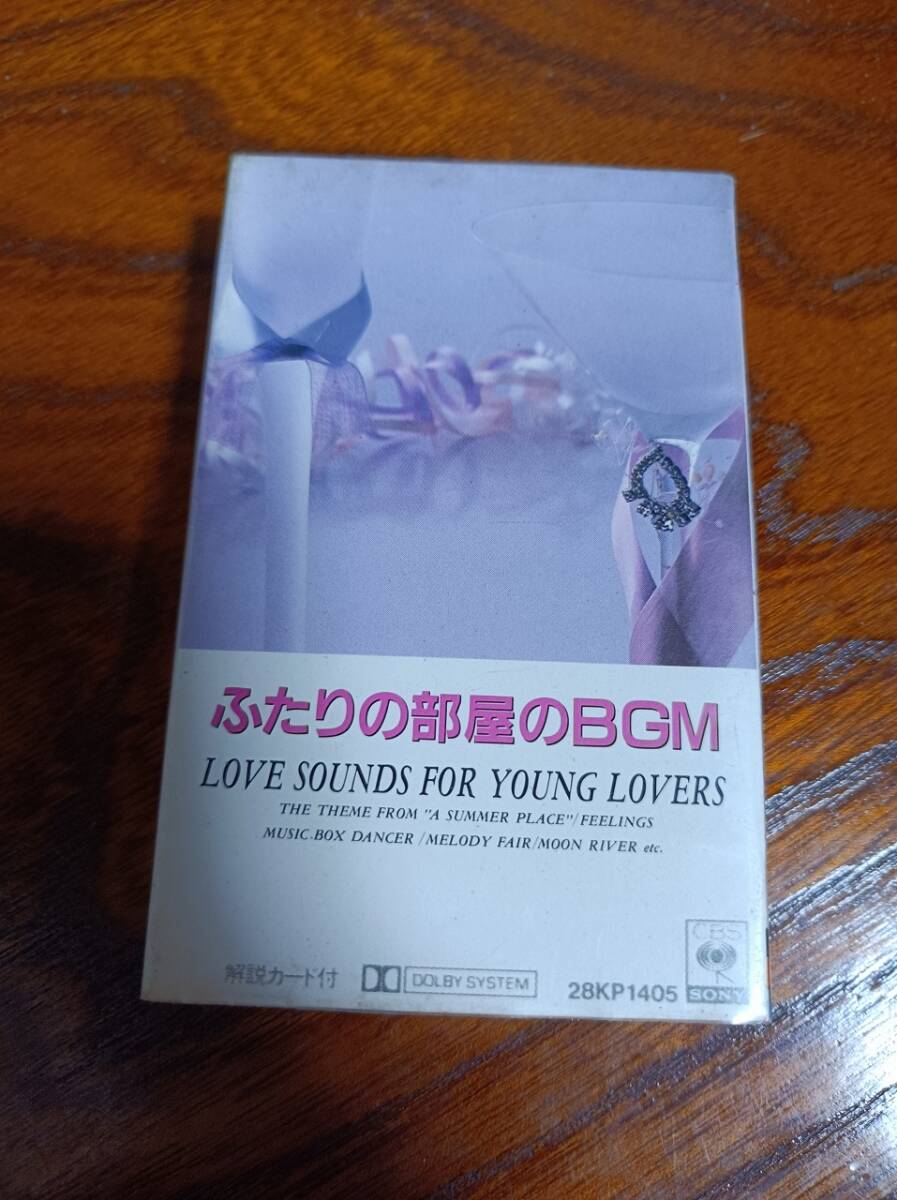 ふたりの部屋のBGM
LOVE SOUNDS FOR YOUNG LOVERS
THE THEME FROM "A SUMMER PLACE"/FEELINGS
MUSIC BOX DANCER/MELODY FAIR/MOON RIVER etc.
解説カード付 DOLBY SYSTEM 28KP1405
CBS
SONY